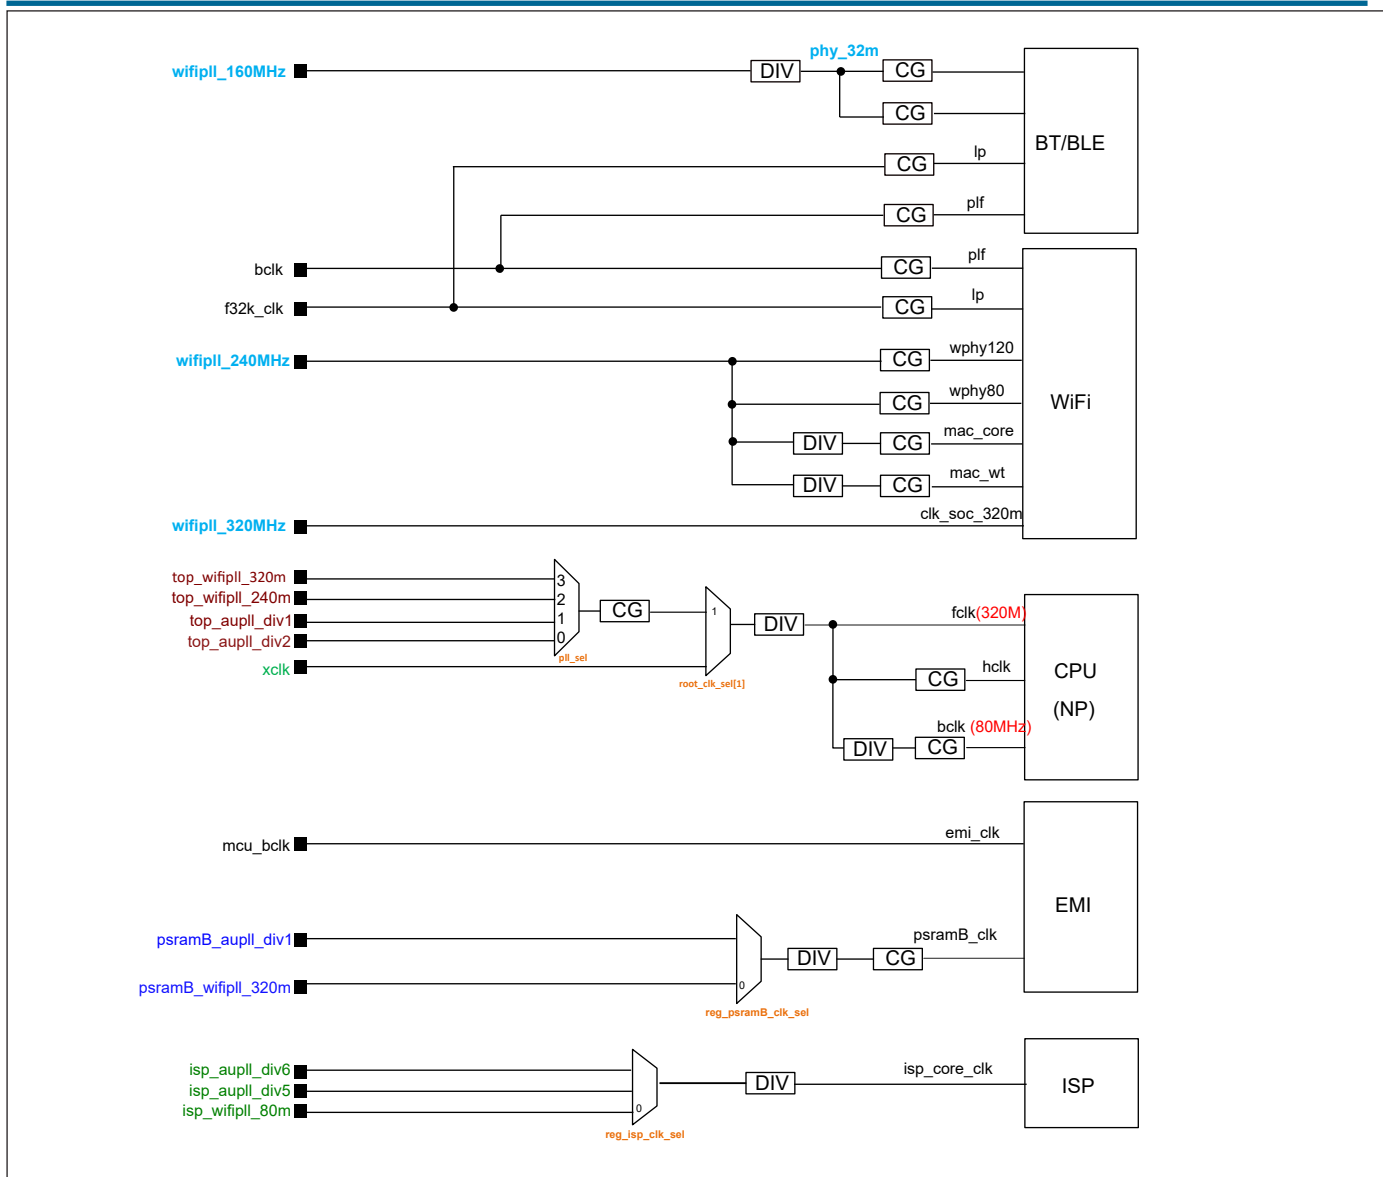 phy_32m
wifipll_160MHz DIV CG
CG
BT/BLE
CG lp
CG plf
bclk CG plf
f32k_clk CG lp
wifipll_240MHz CG wphy120
CG wphy80
WiFi
DIV CG mac_core
DIV CG mac_wt
wifipll_320MHz clk_soc_320m
top_wifipll_320m 3
top_wifipll_240m 2
CG 1
top_aupll_div1 1
DIV fclk(320M)
top_aupll_div2 0
pll_sel
xclk
root_clk_sel[1]
CG hclk
CPU
(NP)
DIV CG bclk (80MHz)
mcu_bclk emi_clk
EMI
psramB_aupll_div1
DIV CG psramB_clk
psramB_wifipll_320m 0
reg_psramB_clk_sel
isp_aupll_div6
isp_aupll_div5 DIV isp_core_clk
ISP
isp_wifipll_80m 0
reg_isp_clk_sel